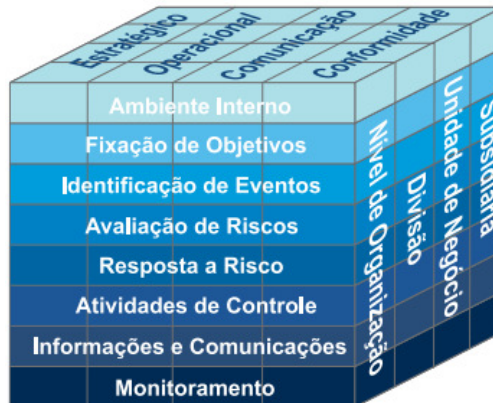 Estratégico
Operacional
Comunicação
Conformidade
Ambiente Interno
Fixação de Objetivos
Identificação de Eventos
Avaliação de Riscos
Resposta a Risco
Atividades de Controle
Informações e Comunicações
Monitoramento
Nível de Organização
Divisão
Unidade de Negócio
Subsidiária